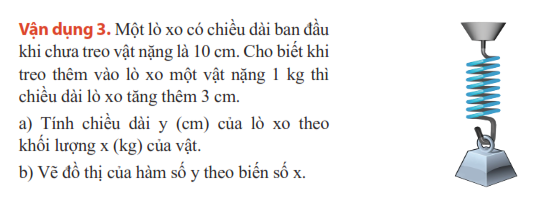 Vận dụng 3. Một lò xo có chiều dài ban đầu
khi chưa treo vật nặng là 10 cm. Cho biết khi
treo thêm vào lò xo một vật nặng 1 kg thì
chiều dài lò xo tăng thêm 3 cm.
a) Tính chiều dài y (cm) của lò xo theo
khối lượng x (kg) của vật.
b) Vẽ đồ thị của hàm số y theo biến số x.